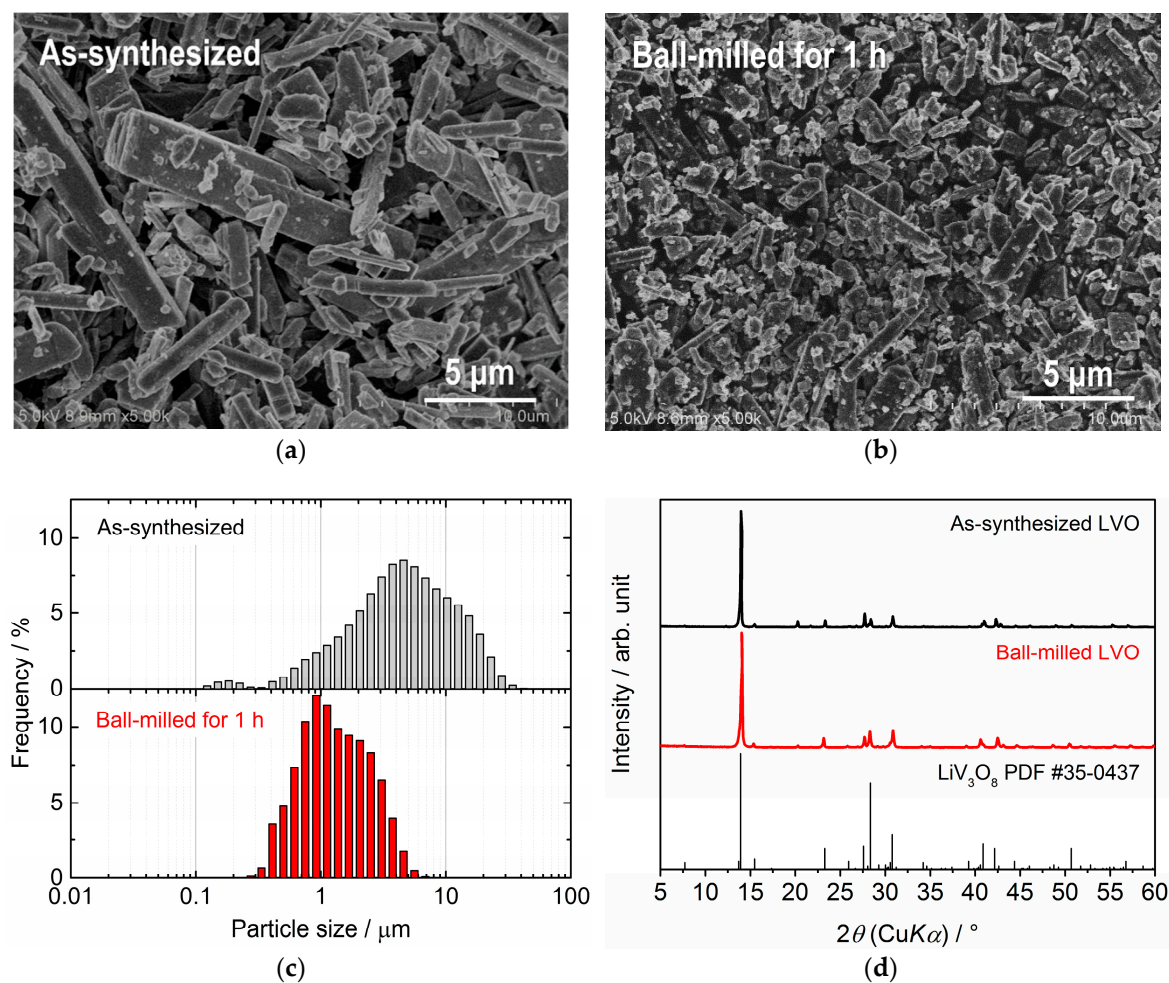 As-synthesized
5 μm
5.0kV 8.9mm x5.00k
10.0um
(a)
Ball-milled for 1 h
5 μm
5.0kV 8.6mm x5.00k
10.0um
(b)
Frequency / %
As-synthesized
10
5
0
Ball-milled for 1 h
10
5
0
0.01 0.1 1 10 100
Particle size / μm
(c)
Intensity / arb. unit
As-synthesized LVO
Ball-milled LVO
LiV₃O₈ PDF #35-0437
5 10 15 20 25 30 35 40 45 50 55 60
2θ (CuKα) / °
(d)